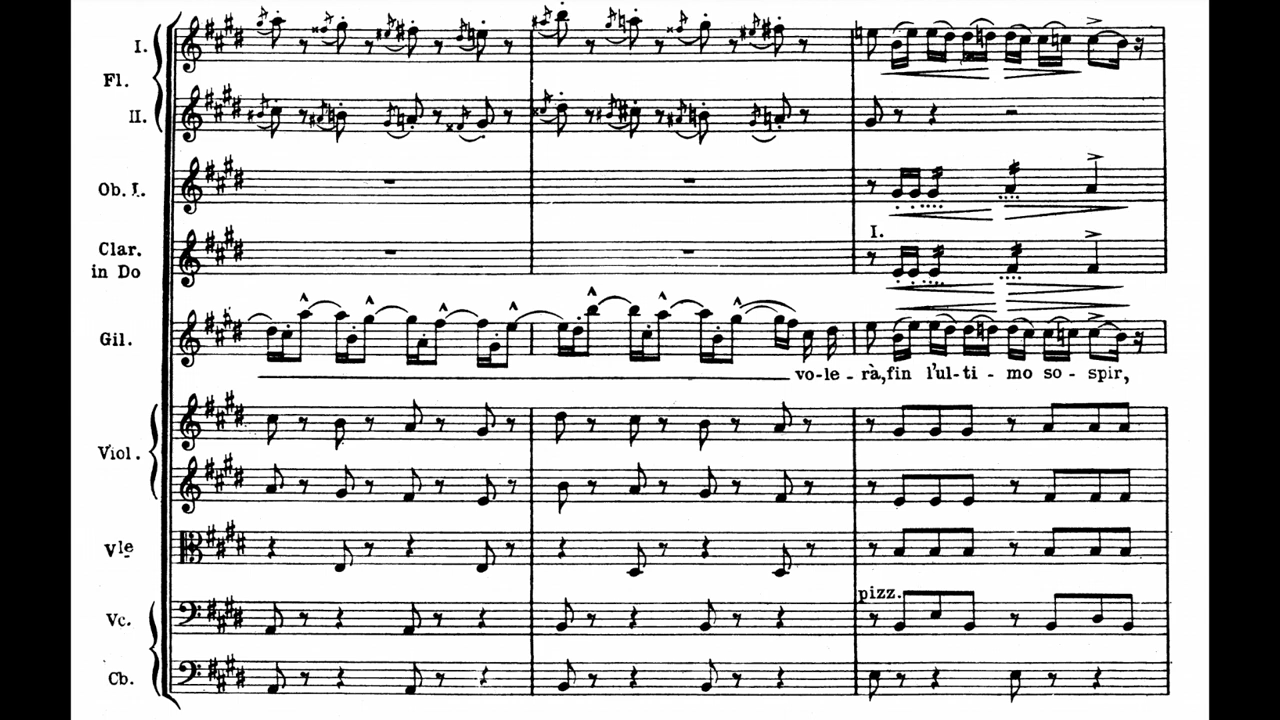 I.
Fl.
II.
Ob. I.
Clar.
in Do
I.
Gil.
vo-le-rà, fin l'ul-ti-mo so-spir,
Viol.
Vle
pizz.
Vc.
Cb.